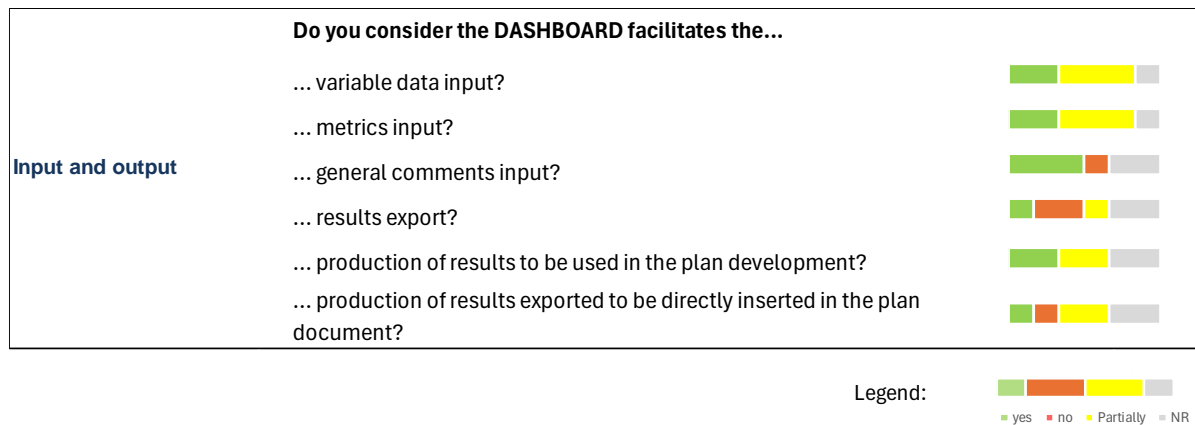 Do you consider the DASHBOARD facilitates the...
... variable data input?
... metrics input?
Input and output
... general comments input?
... results export?
... production of results to be used in the plan development?
... production of results exported to be directly inserted in the plan
document?
Legend:
yes no Partially NR